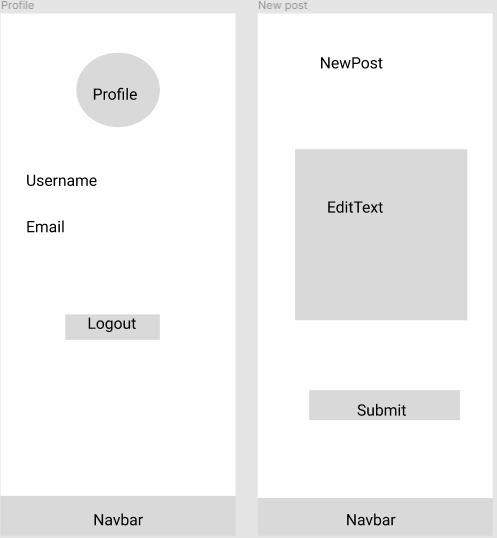 Profile
Profile
Username
Email
Logout
Navbar
New post
NewPost
EditText
Submit
Navbar